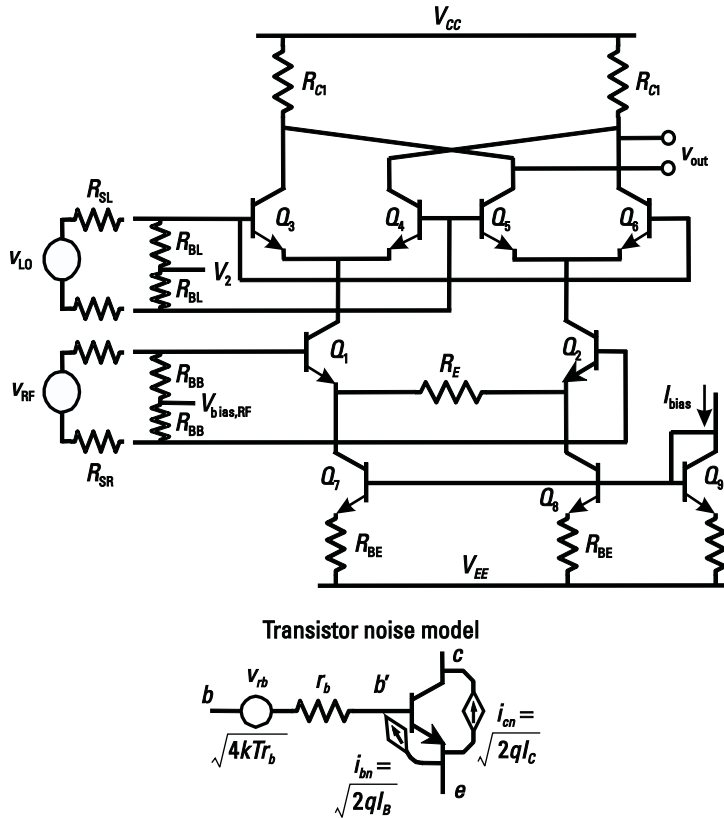 V_CC
R_C1 R_C1
v_out
R_SL
Q_3 Q_4 Q_5 Q_6
v_LO
R_BL
V_2
R_BL
Q_1 R_E Q_2
v_RF
R_BB
V_bias,RF
R_BB
I_bias
R_SR
Q_7 Q_8 Q_9
R_BE R_BE
V_EE
Transistor noise model
c
v_rb r_b b'
b
√4kTr_b
i_cn =
√2qI_C
i_bn =
√2qI_B
e